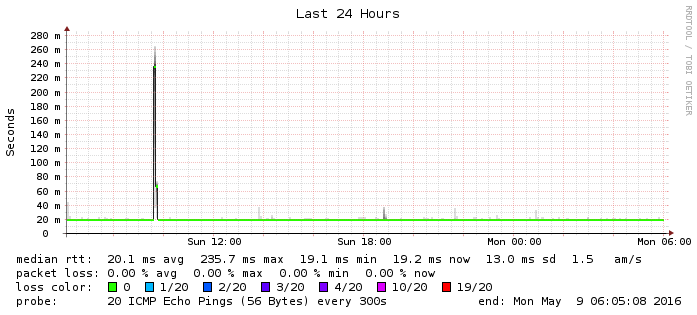 Last 24 Hours
RRDTOOL / TOBI OETIKER
Seconds
280 m
260 m
240 m
220 m
200 m
180 m
160 m
140 m
120 m
100 m
80 m
60 m
40 m
20 m
0
Sun 12:00 Sun 18:00 Mon 00:00 Mon 06:00
median rtt: 20.1 ms avg 235.7 ms max 19.1 ms min 19.2 ms now 13.0 ms sd 1.5 am/s
packet loss: 0.00 % avg 0.00 % max 0.00 % min 0.00 % now
loss color: 0 1/20 2/20 3/20 4/20 10/20 19/20
probe: 20 ICMP Echo Pings (56 Bytes) every 300s end: Mon May 9 06:05:08 2016